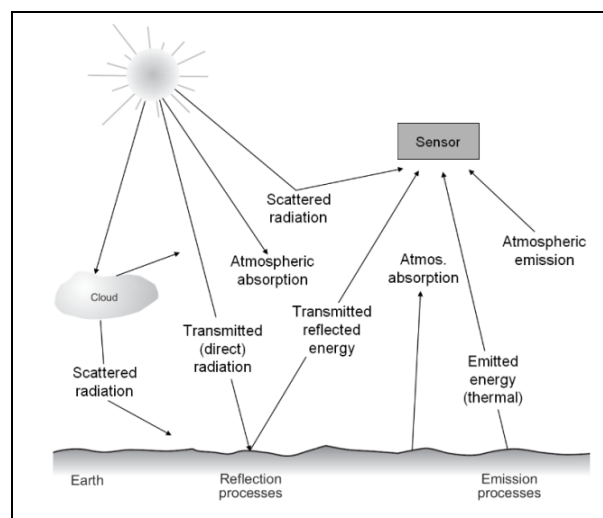 Sensor
Scattered
radiation
Atmospheric
emission
Atmospheric
absorption
Atmos.
absorption
Cloud
Transmitted
reflected
energy
Transmitted
(direct)
radiation
Scattered
radiation
Emitted
energy
(thermal)
Earth
Reflection
processes
Emission
processes